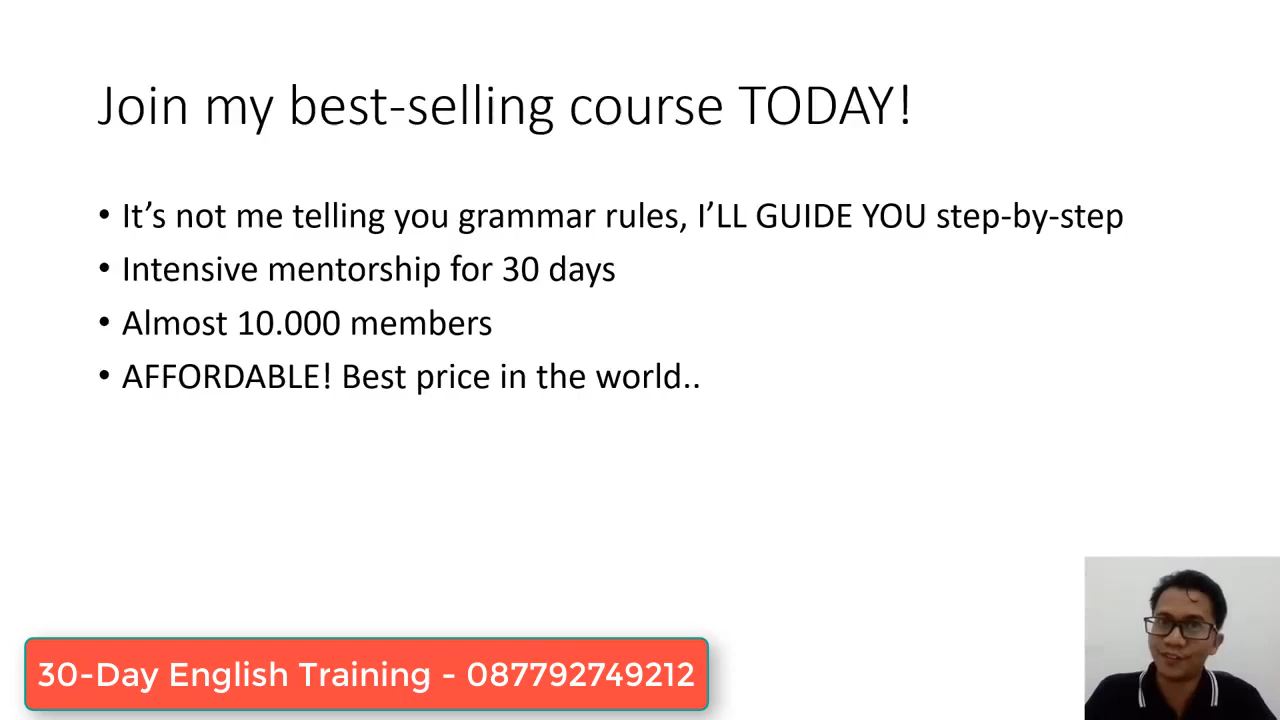 Join my best-selling course TODAY!
• It’s not me telling you grammar rules, I’LL GUIDE YOU step-by-step
• Intensive mentorship for 30 days
• Almost 10.000 members
• AFFORDABLE! Best price in the world..
30-Day English Training - 087792749212